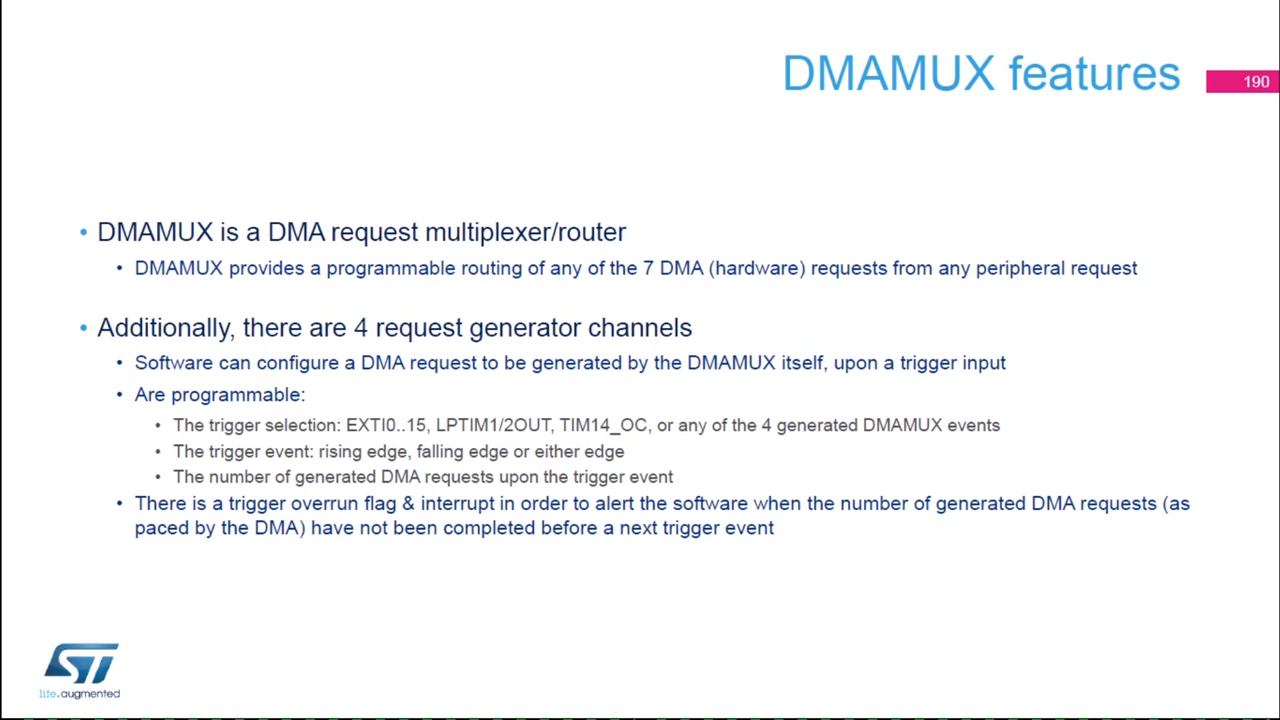 DMAMUX features
190
• DMAMUX is a DMA request multiplexer/router
• DMAMUX provides a programmable routing of any of the 7 DMA (hardware) requests from any peripheral request
• Additionally, there are 4 request generator channels
• Software can configure a DMA request to be generated by the DMAMUX itself, upon a trigger input
• Are programmable:
• The trigger selection: EXTI0..15, LPTIM1/2OUT, TIM14_OC, or any of the 4 generated DMAMUX events
• The trigger event: rising edge, falling edge or either edge
• The number of generated DMA requests upon the trigger event
• There is a trigger overrun flag & interrupt in order to alert the software when the number of generated DMA requests (as
paced by the DMA) have not been completed before a next trigger event
ST
life.augmented